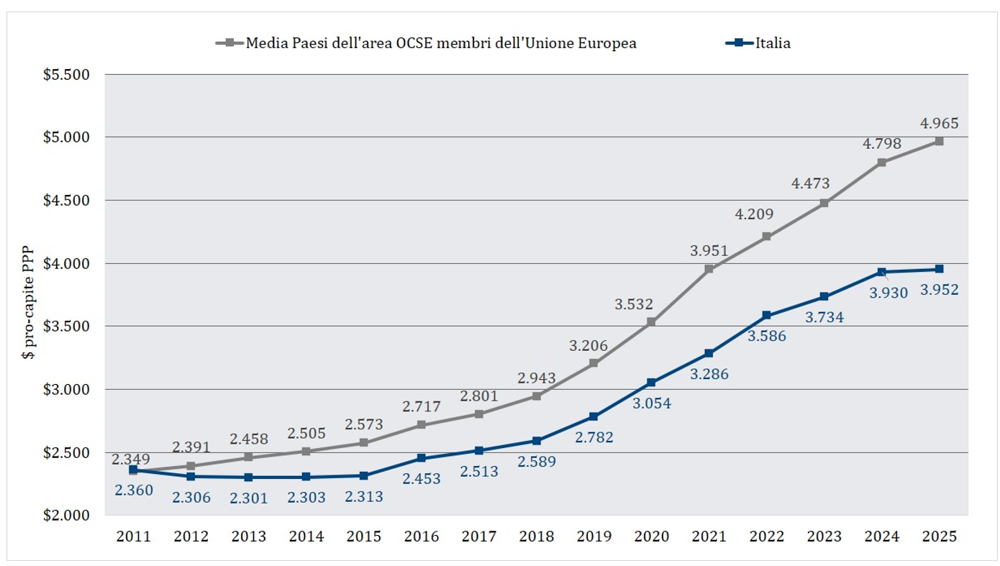 Media Paesi dell'area OCSE membri dell'Unione Europea Italia
$5.500
$5.000
$4.500
$4.000
$3.500
$3.000
$2.500
$2.000
$ pro-capite PPP
2.349 2.391 2.458 2.505 2.573 2.717 2.801 2.943 3.206 3.532 3.951 4.209 4.473 4.798 4.965
2.360 2.306 2.301 2.303 2.313 2.453 2.513 2.589 2.782 3.054 3.286 3.586 3.734 3.930 3.952
2011 2012 2013 2014 2015 2016 2017 2018 2019 2020 2021 2022 2023 2024 2025